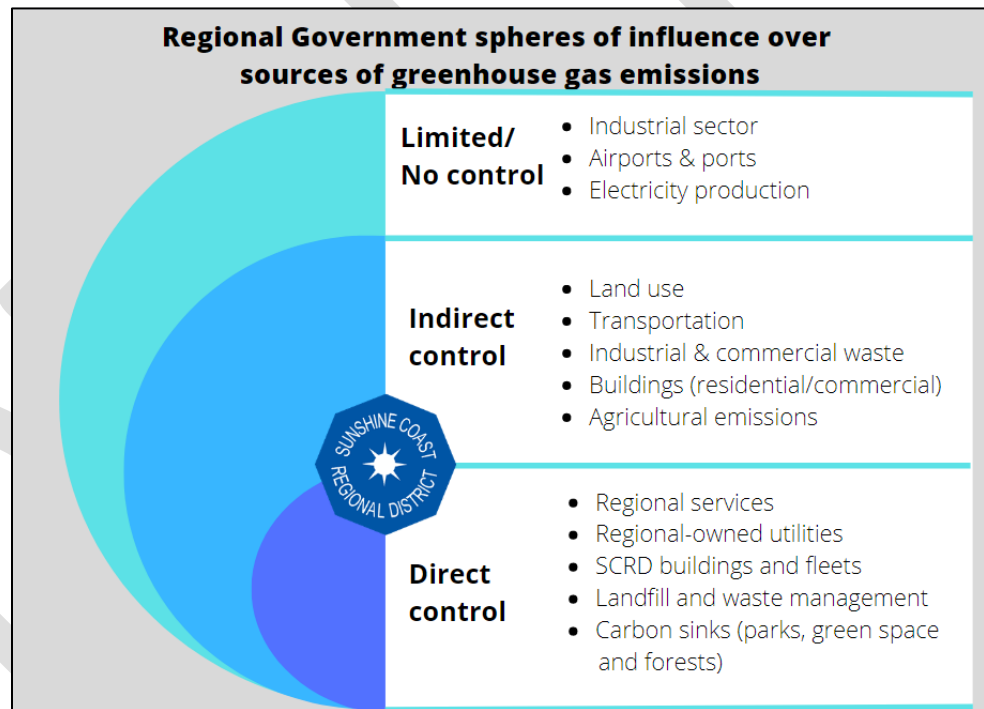 Regional Government spheres of influence over
sources of greenhouse gas emissions
Limited/
No control
• Industrial sector
• Airports & ports
• Electricity production
Indirect
control
• Land use
• Transportation
• Industrial & commercial waste
• Buildings (residential/commercial)
• Agricultural emissions
SUNSHINE COAST
REGIONAL DISTRICT
Direct
control
• Regional services
• Regional-owned utilities
• SCRD buildings and fleets
• Landfill and waste management
• Carbon sinks (parks, green space
and forests)